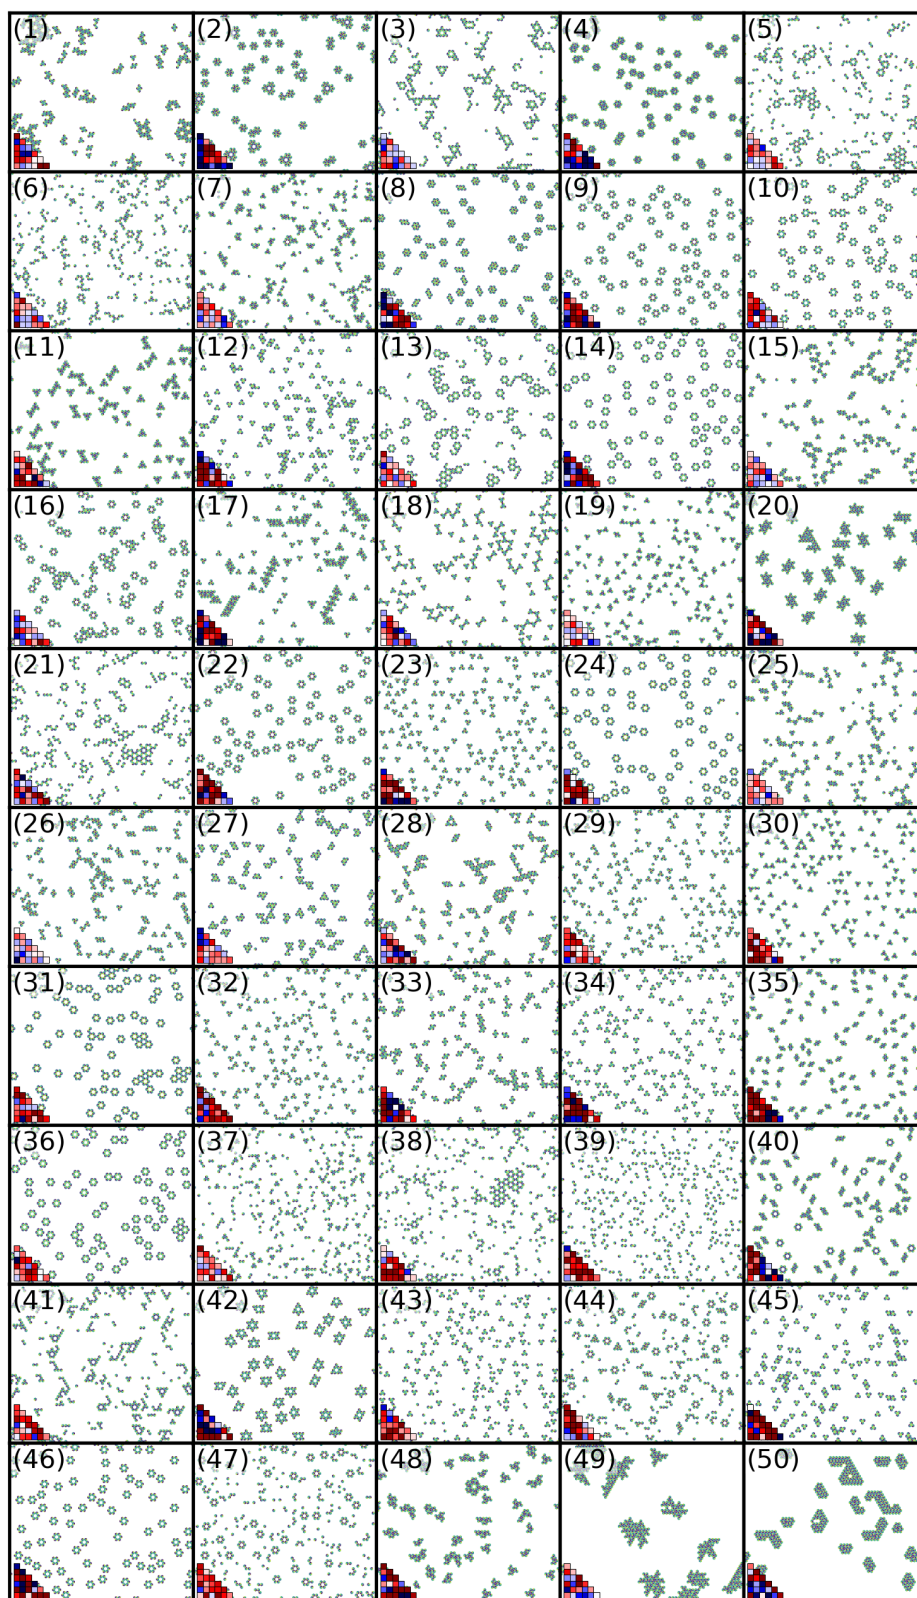 (1) (2) (3) (4) (5)
(6) (7) (8) (9) (10)
(11) (12) (13) (14) (15)
(16) (17) (18) (19) (20)
(21) (22) (23) (24) (25)
(26) (27) (28) (29) (30)
(31) (32) (33) (34) (35)
(36) (37) (38) (39) (40)
(41) (42) (43) (44) (45)
(46) (47) (48) (49) (50)